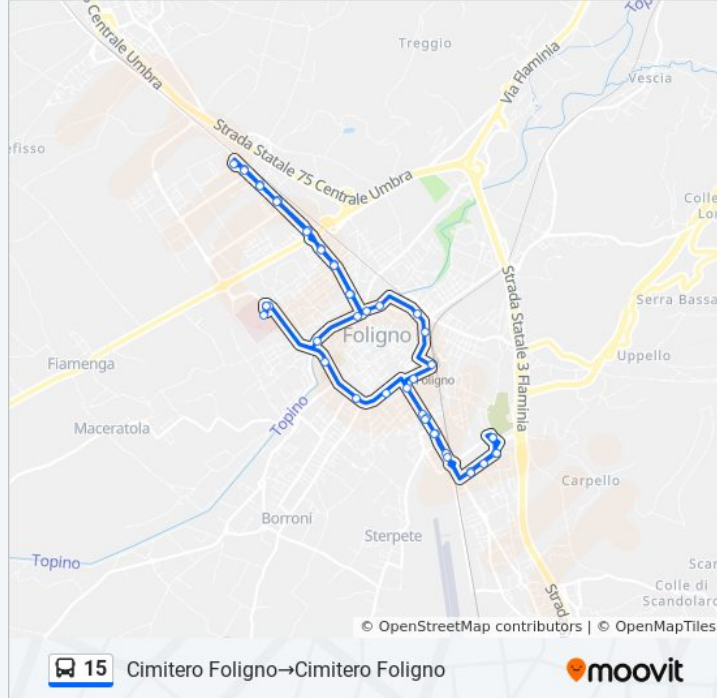 Treggio
Topi
Via Flaminia
Vescia
Centrale Umbra
efisso
Strada Statale 75 Centrale Umbra
Colle
Lor
Strada Statale 3 Flaminia
Serra Bassa
Foligno
Uppello
Fiamenga
Foligno
Topino
Maceratola
Carpello
Borroni
Sterpete
Topino
Scar
Colle di
Scandolaro
Strad
© OpenStreetMap contributors | © OpenMapTiles
15 Cimitero Foligno→Cimitero Foligno
moovit